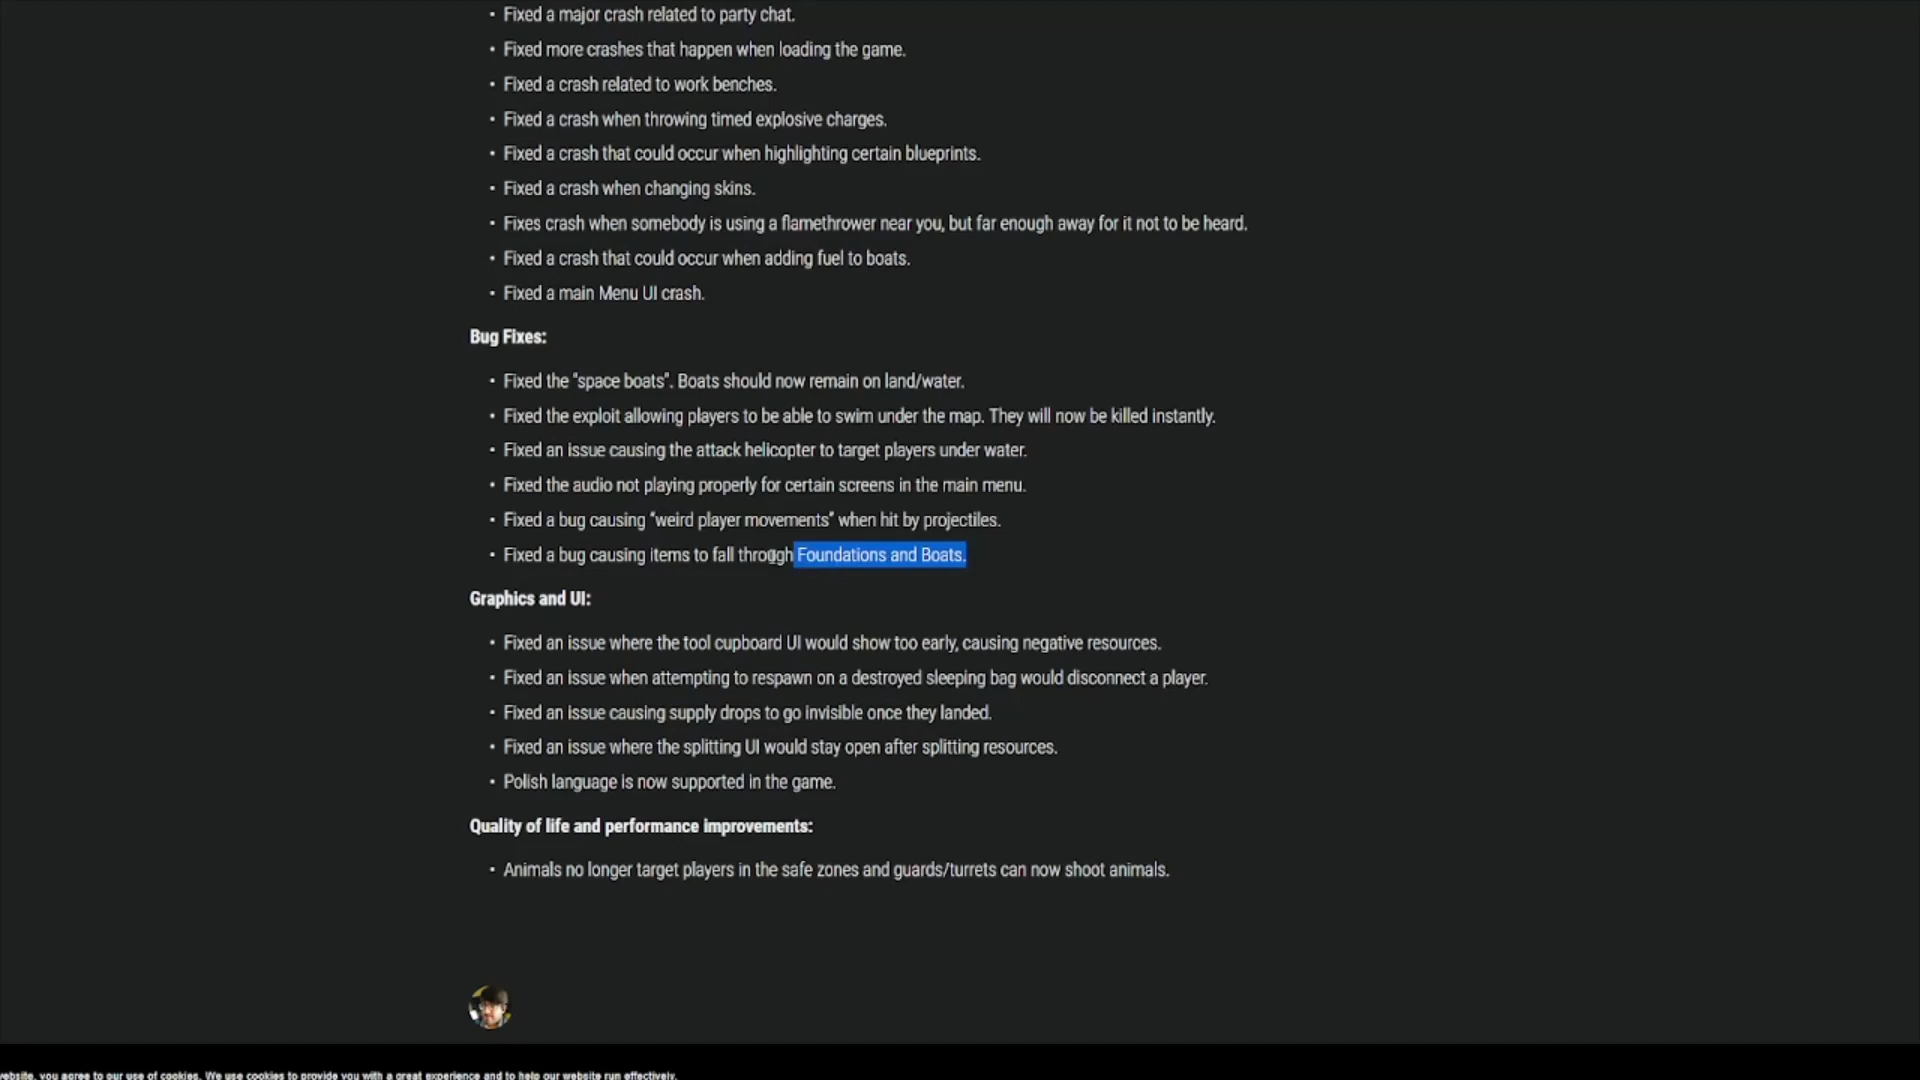 • Fixed a major crash related to party chat.
• Fixed more crashes that happen when loading the game.
• Fixed a crash related to work benches.
• Fixed a crash when throwing timed explosive charges.
• Fixed a crash that could occur when highlighting certain blueprints.
• Fixed a crash when changing skins.
• Fixes crash when somebody is using a flamethrower near you, but far enough away for it not to be heard.
• Fixed a crash that could occur when adding fuel to boats.
• Fixed a main Menu UI crash.
Bug Fixes:
• Fixed the "space boats". Boats should now remain on land/water.
• Fixed the exploit allowing players to be able to swim under the map. They will now be killed instantly.
• Fixed an issue causing the attack helicopter to target players under water.
• Fixed the audio not playing properly for certain screens in the main menu.
• Fixed a bug causing “weird player movements” when hit by projectiles.
• Fixed a bug causing items to fall through Foundations and Boats.
Graphics and UI:
• Fixed an issue where the tool cupboard UI would show too early, causing negative resources.
• Fixed an issue when attempting to respawn on a destroyed sleeping bag would disconnect a player.
• Fixed an issue causing supply drops to go invisible once they landed.
• Fixed an issue where the splitting UI would stay open after splitting resources.
• Polish language is now supported in the game.
Quality of life and performance improvements:
• Animals no longer target players in the safe zones and guards/turrets can now shoot animals.
ebsite, you agree to our use of cookies. We use cookies to provide you with a great experience and to help our website run effectively.